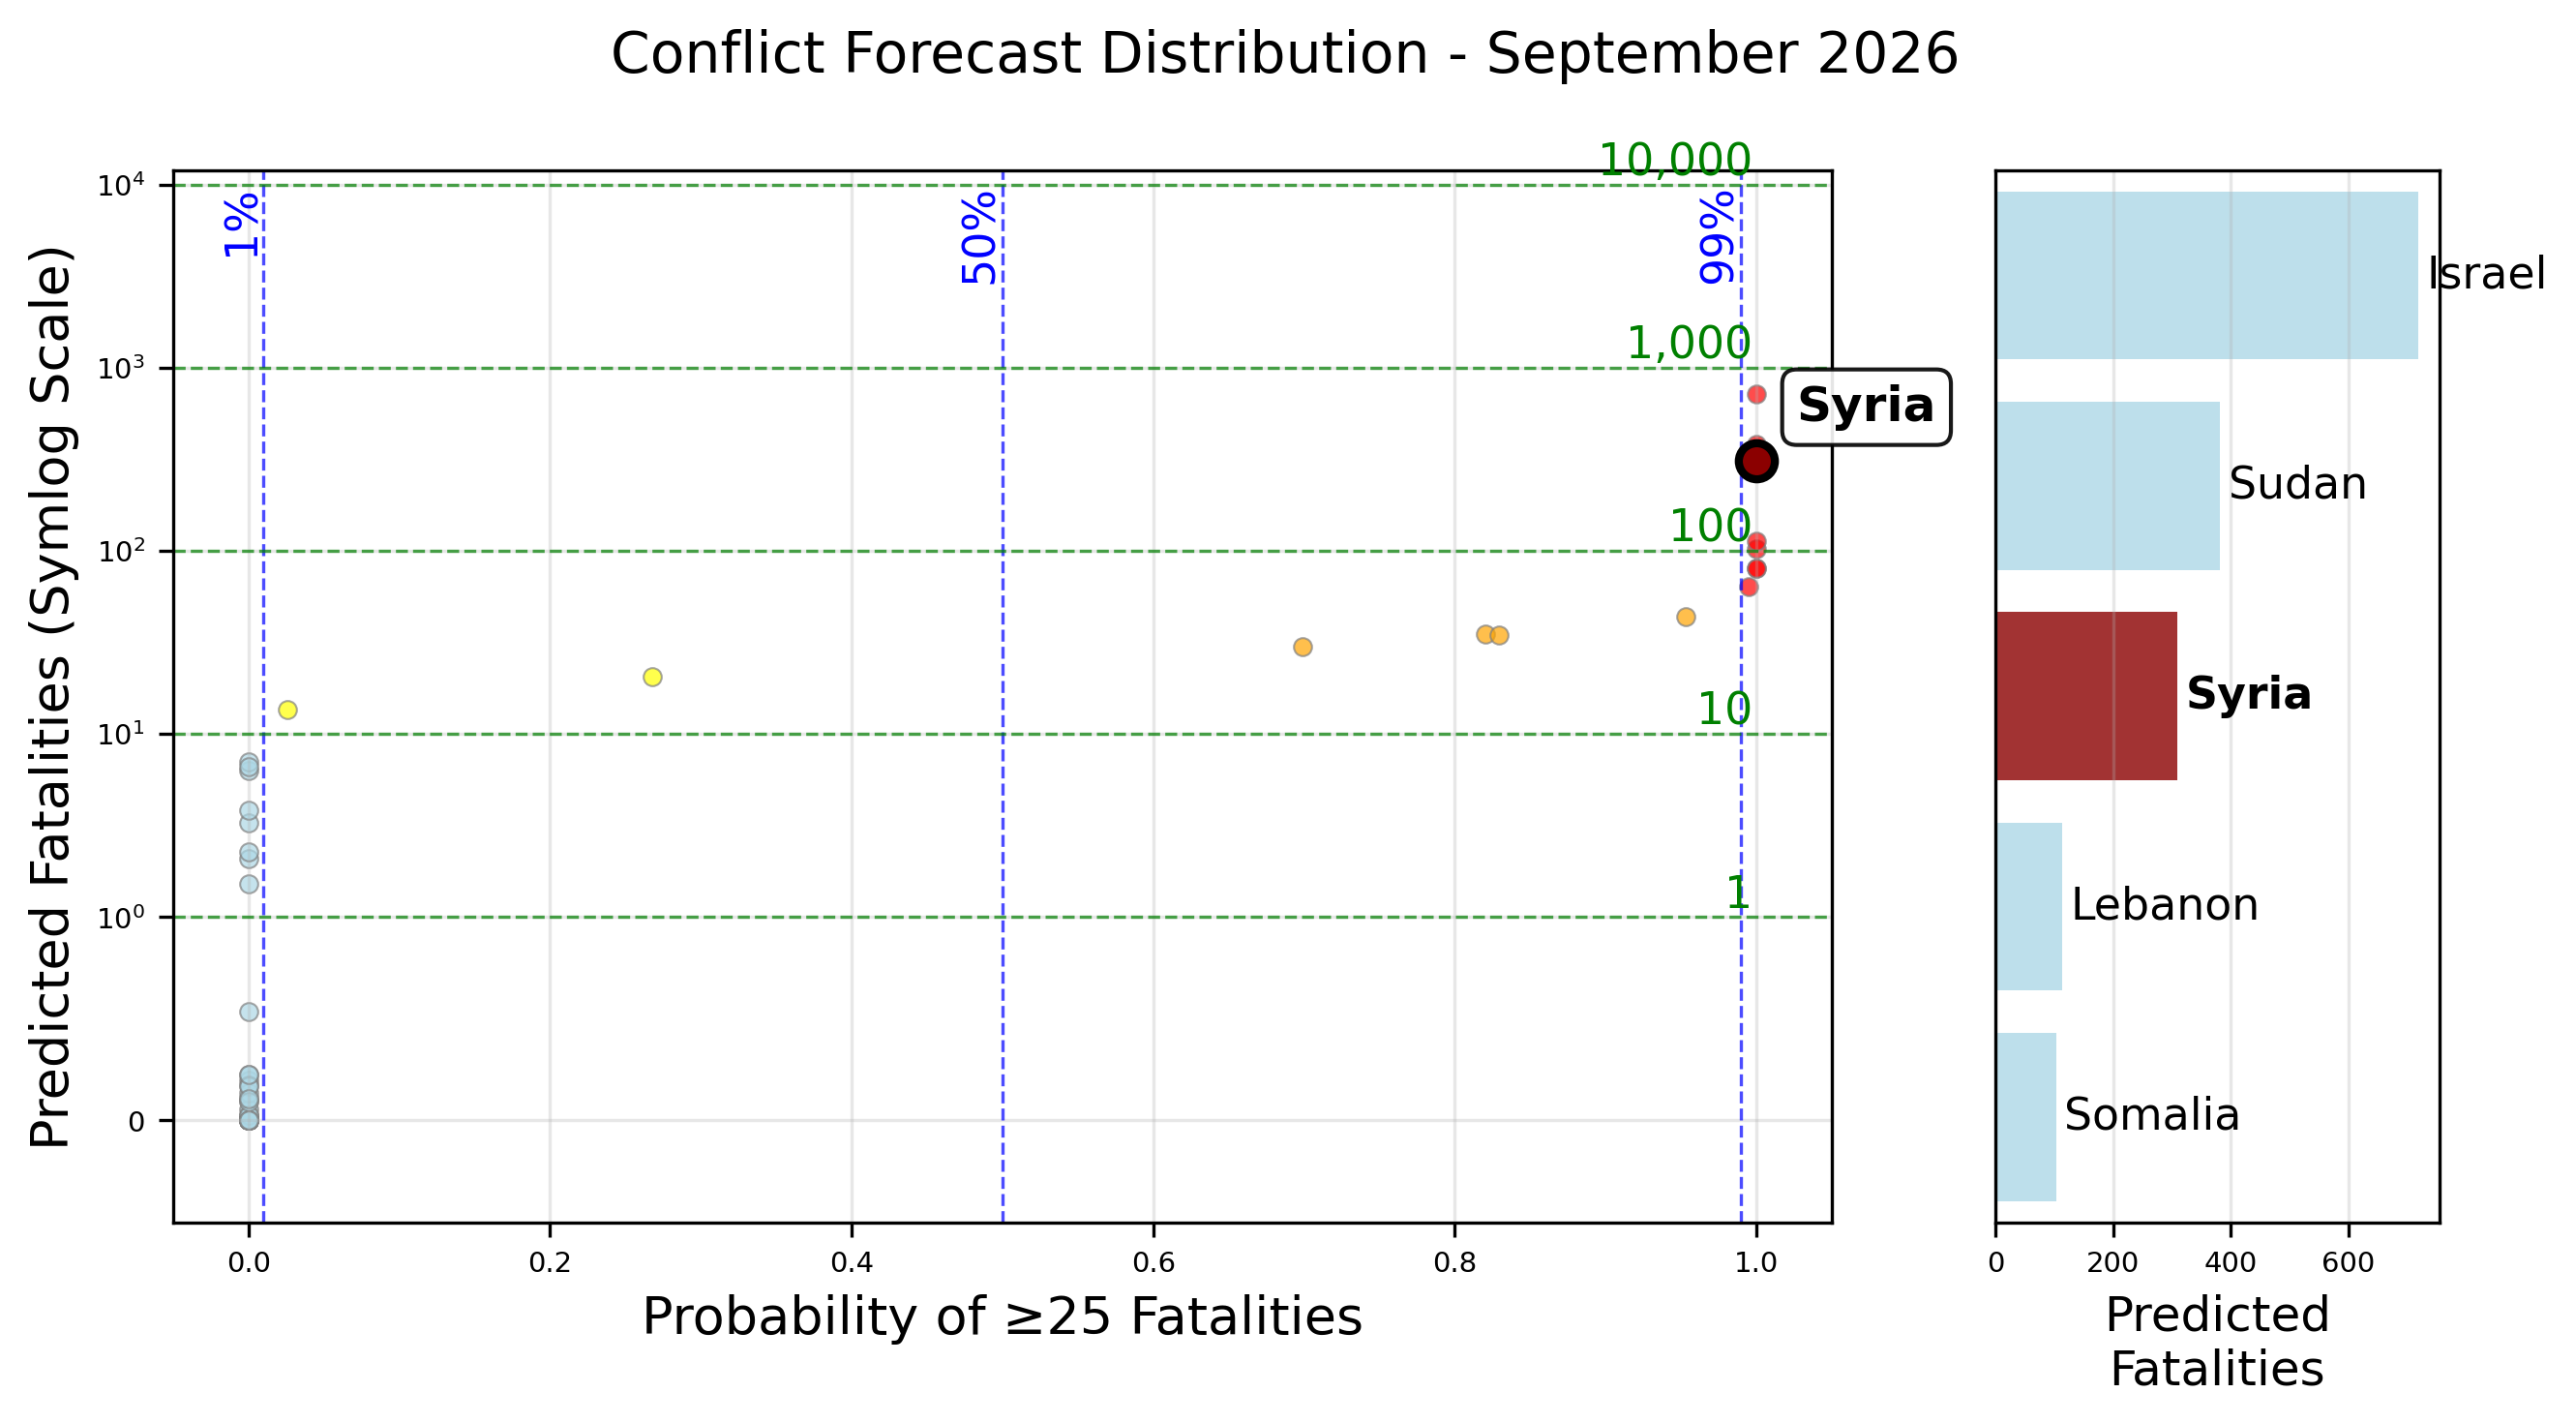 Conflict Forecast Distribution - September 2026
Predicted Fatalities (Symlog Scale)
10⁴
10³
10²
10¹
10⁰
0
1%
50%
99%
10,000
1,000
100
10
1
Syria
0.0
0.2
0.4
0.6
0.8
1.0
Probability of ≥25 Fatalities
Israel
Sudan
Syria
Lebanon
Somalia
0
200
400
600
Predicted
Fatalities